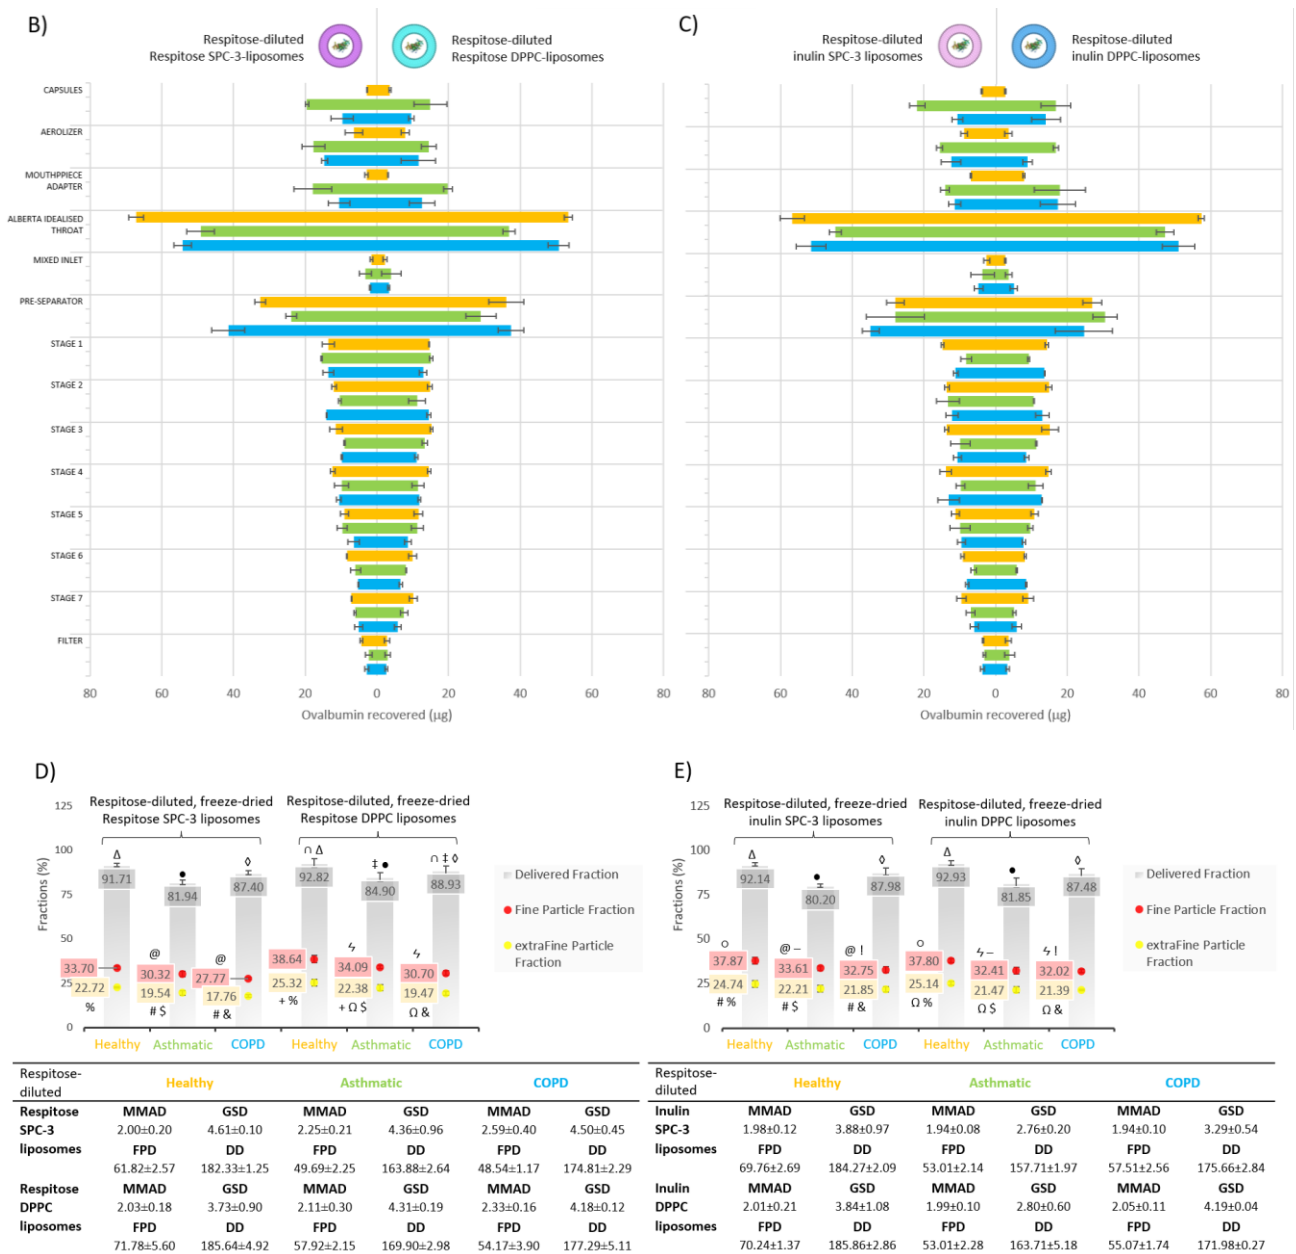 B)
Respitose-diluted
Respitose SPC-3-liposomes
Respitose-diluted
Respitose DPPC-liposomes
CAPSULES
AEROLIZER
MOUTHPPIECE
ADAPTER
ALBERTA IDEALISED
THROAT
MIXED INLET
PRE-SEPARATOR
STAGE 1
STAGE 2
STAGE 3
STAGE 4
STAGE 5
STAGE 6
STAGE 7
FILTER
80 60 40 20 0 20 40 60 80
Ovalbumin recovered (µg)
C)
Respitose-diluted
inulin SPC-3 liposomes
Respitose-diluted
inulin DPPC-liposomes
80 60 40 20 0 20 40 60 80
Ovalbumin recovered (µg)
D)
Respitose-diluted, freeze-dried
Respitose SPC-3 liposomes
Respitose-diluted, freeze-dried
Respitose DPPC liposomes
Fractions (%)
125
100
75
50
25
0
Δ ● ◊ ∩ Δ ‡ ● ∩ ‡ ◊
91.71 81.94 87.40 92.82 84.90 88.93
@ @ ϟ ϟ
33.70 30.32 27.77 38.64 34.09 30.70
22.72 19.54 17.76 25.32 22.38 19.47
% # $ # & + % + Ω $ Ω &
Healthy Asthmatic COPD Healthy Asthmatic COPD
Delivered Fraction
Fine Particle Fraction
extraFine Particle
Fraction
E)
Respitose-diluted, freeze-dried
inulin SPC-3 liposomes
Respitose-diluted, freeze-dried
inulin DPPC liposomes
Fractions (%)
125
100
75
50
25
0
Δ ● ◊ Δ ● ◊
92.14 80.20 87.98 92.93 81.85 87.48
○ @ – @ ǀ ○ ϟ – ϟ ǀ
37.87 33.61 32.75 37.80 32.41 32.02
24.74 22.21 21.85 25.14 21.47 21.39
# % # $ # & Ω % Ω $ Ω &
Healthy Asthmatic COPD Healthy Asthmatic COPD
Delivered Fraction
Fine Particle Fraction
extraFine Particle
Fraction
Respitose-
diluted Healthy Asthmatic COPD
Respitose MMAD GSD MMAD GSD MMAD GSD
SPC-3 2.00±0.20 4.61±0.10 2.25±0.21 4.36±0.96 2.59±0.40 4.50±0.45
liposomes FPD DD FPD DD FPD DD
61.82±2.57 182.33±1.25 49.69±2.25 163.88±2.64 48.54±1.17 174.81±2.29
Respitose MMAD GSD MMAD GSD MMAD GSD
DPPC 2.03±0.18 3.73±0.90 2.11±0.30 4.31±0.19 2.33±0.16 4.18±0.12
liposomes FPD DD FPD DD FPD DD
71.78±5.60 185.64±4.92 57.92±2.15 169.90±2.98 54.17±3.90 177.29±5.11
Respitose-
diluted Healthy Asthmatic COPD
Inulin MMAD GSD MMAD GSD MMAD GSD
SPC-3 1.98±0.12 3.88±0.97 1.94±0.08 2.76±0.20 1.94±0.10 3.29±0.54
liposomes FPD DD FPD DD FPD DD
69.76±2.69 184.27±2.09 53.01±2.14 157.71±1.97 57.51±2.56 175.66±2.84
Inulin MMAD GSD MMAD GSD MMAD GSD
DPPC 2.01±0.21 3.84±1.08 1.99±0.10 2.80±0.60 2.05±0.11 4.19±0.04
liposomes FPD DD FPD DD FPD DD
70.24±1.37 185.86±2.86 53.01±2.28 163.71±5.18 55.07±1.74 171.98±0.27